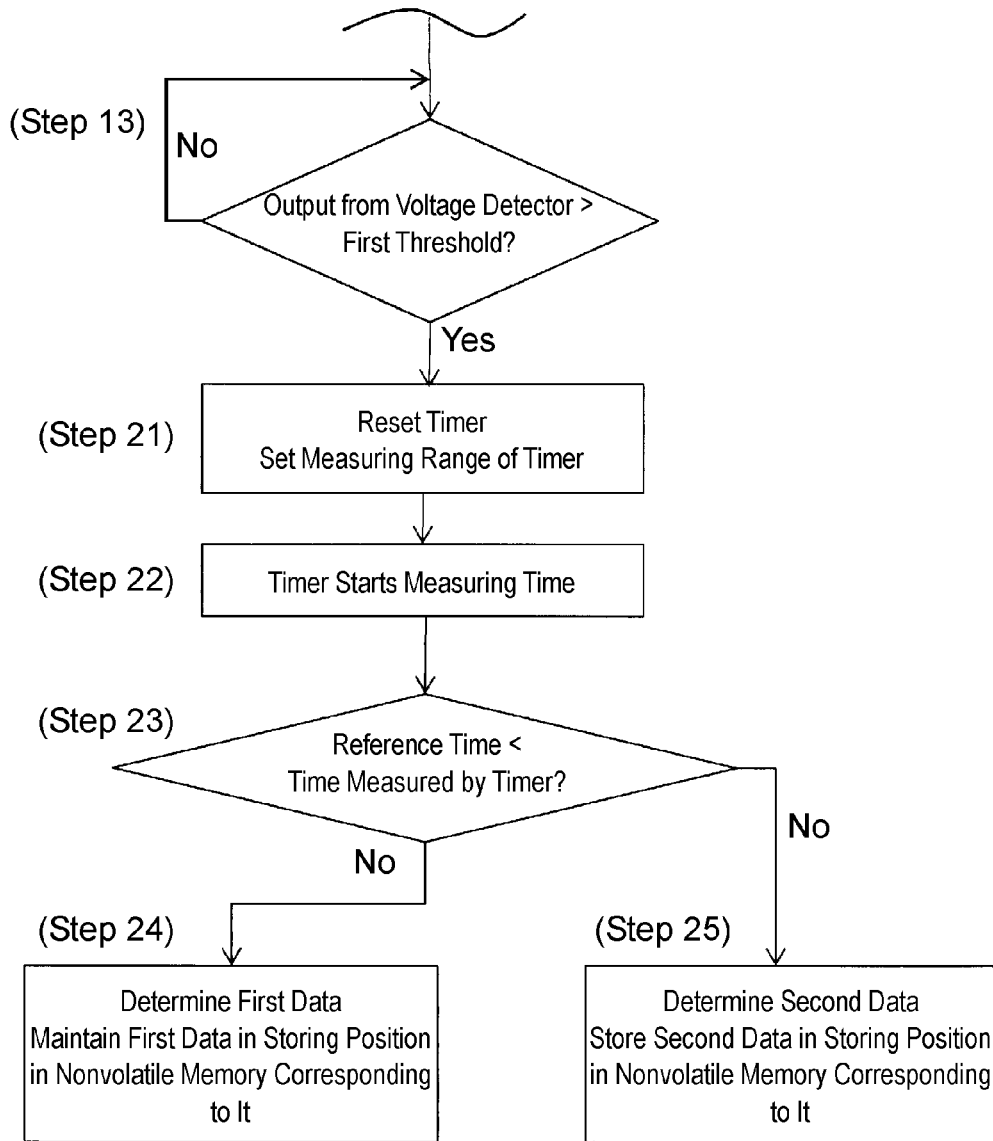 (Step 13)
No
Output from Voltage Detector >
First Threshold?
Yes
(Step 21)
Reset Timer
Set Measuring Range of Timer
(Step 22)
Timer Starts Measuring Time
(Step 23)
Reference Time <
Time Measured by Timer?
No
No
(Step 24)
(Step 25)
Determine First Data
Maintain First Data in Storing Position
in Nonvolatile Memory Corresponding
to It
Determine Second Data
Store Second Data in Storing Position
in Nonvolatile Memory Corresponding
to It